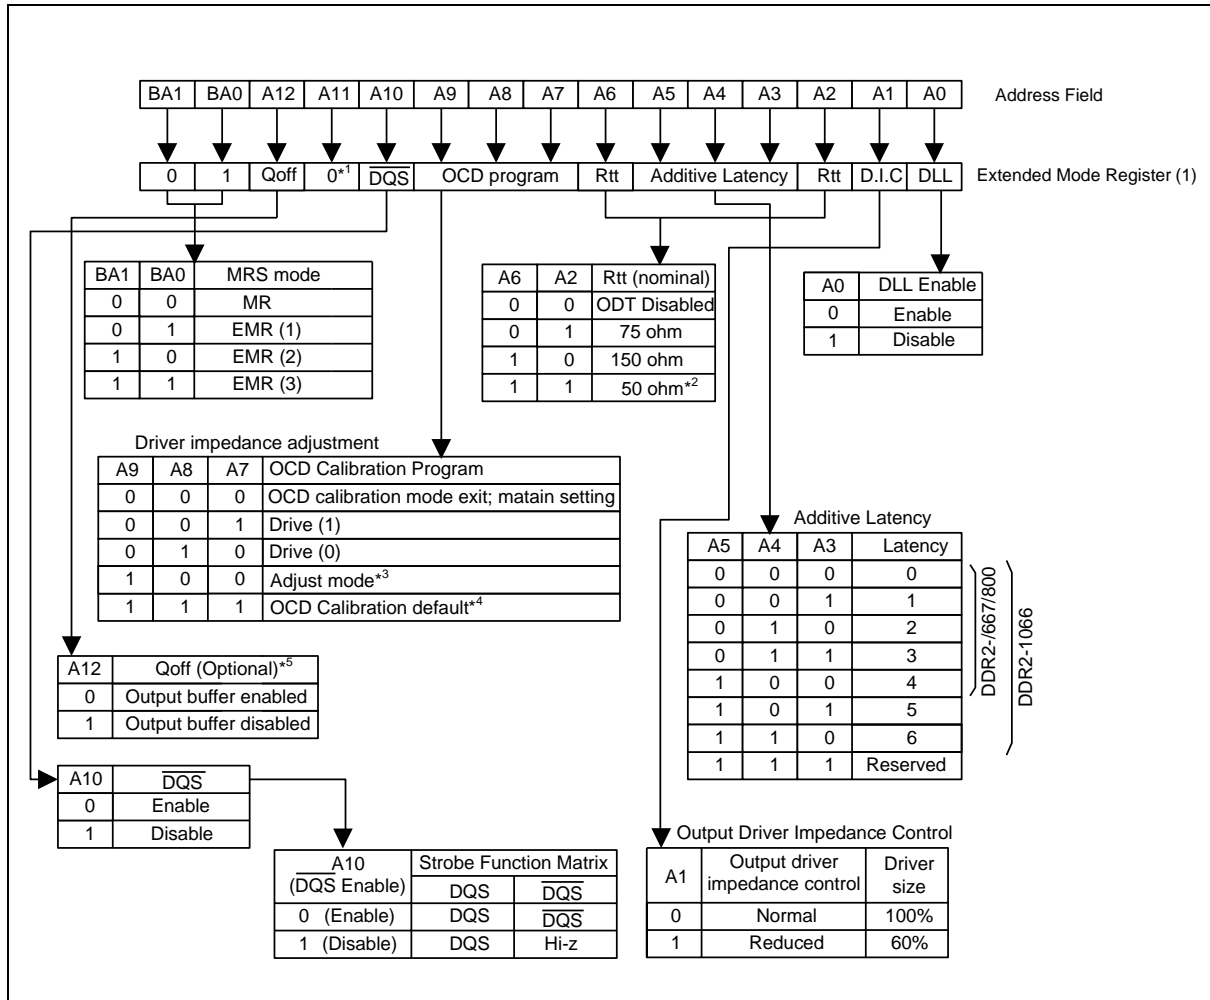 BA1 BA0 A12 A11 A10 A9 A8 A7 A6 A5 A4 A3 A2 A1 A0 Address Field
0 1 Qoff 0*1 D̅Q̅S̅ OCD program Rtt Additive Latency Rtt D.I.C DLL Extended Mode Register (1)
BA1 BA0 MRS mode
0 0 MR
0 1 EMR (1)
1 0 EMR (2)
1 1 EMR (3)
A6 A2 Rtt (nominal)
0 0 ODT Disabled
0 1 75 ohm
1 0 150 ohm
1 1 50 ohm*2
A0 DLL Enable
0 Enable
1 Disable
Driver impedance adjustment
A9 A8 A7 OCD Calibration Program
0 0 0 OCD calibration mode exit; matain setting
0 0 1 Drive (1)
0 1 0 Drive (0)
1 0 0 Adjust mode*3
1 1 1 OCD Calibration default*4
Additive Latency
A5 A4 A3 Latency
0 0 0 0
0 0 1 1
0 1 0 2
0 1 1 3
1 0 0 4
1 0 1 5
1 1 0 6
1 1 1 Reserved
DDR2-/667/800
DDR2-1066
A12 Qoff (Optional)*5
0 Output buffer enabled
1 Output buffer disabled
A10 D̅Q̅S̅
0 Enable
1 Disable
A10 Strobe Function Matrix
(D̅Q̅S̅ Enable) DQS D̅Q̅S̅
0 (Enable) DQS D̅Q̅S̅
1 (Disable) DQS Hi-z
Output Driver Impedance Control
A1 Output driver impedance control Driver size
0 Normal 100%
1 Reduced 60%